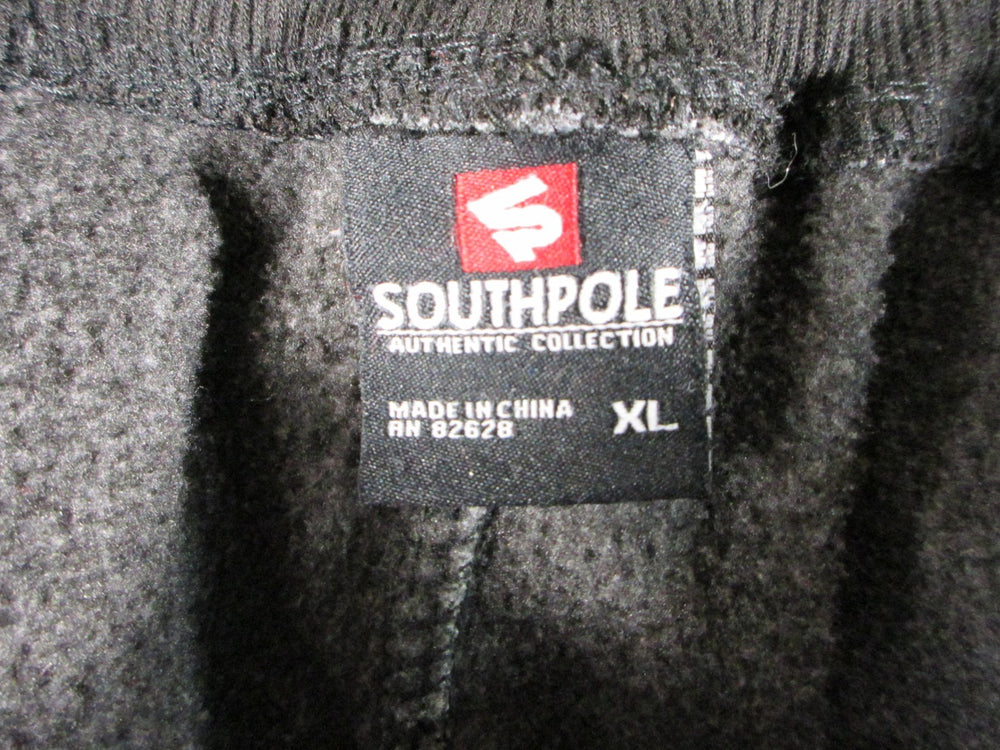 SOUTHPOLE
AUTHENTIC COLLECTION
MADE IN CHINA
RN 82628
XL